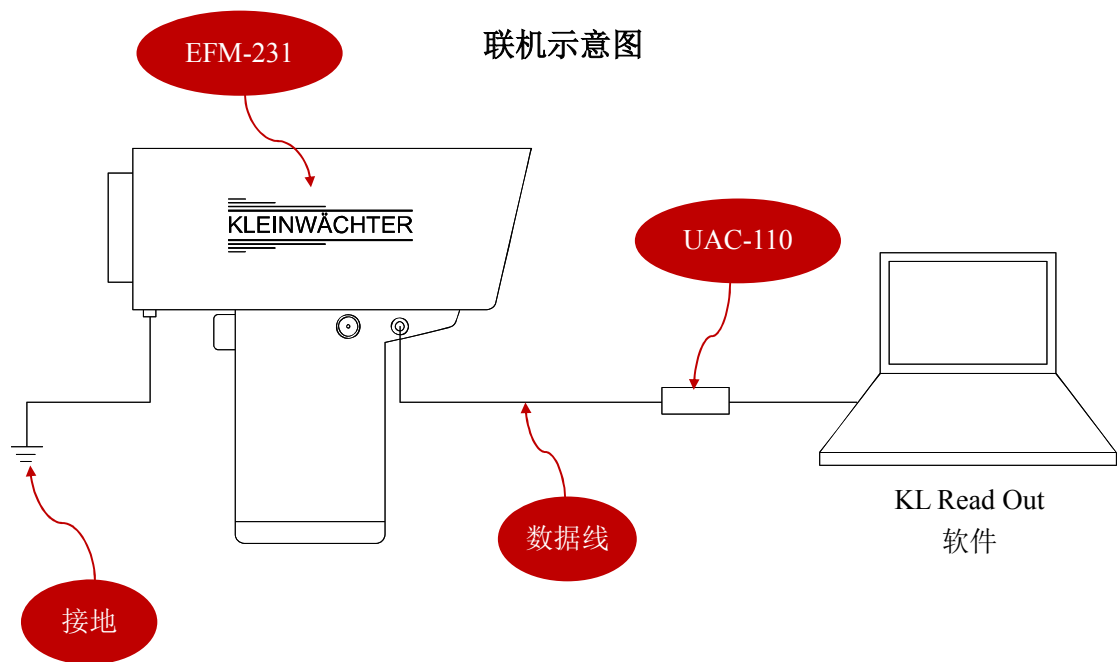 联机示意图
EFM-231
KLEINWÄCHTER
UAC-110
数据线
KL Read Out
软件
接地